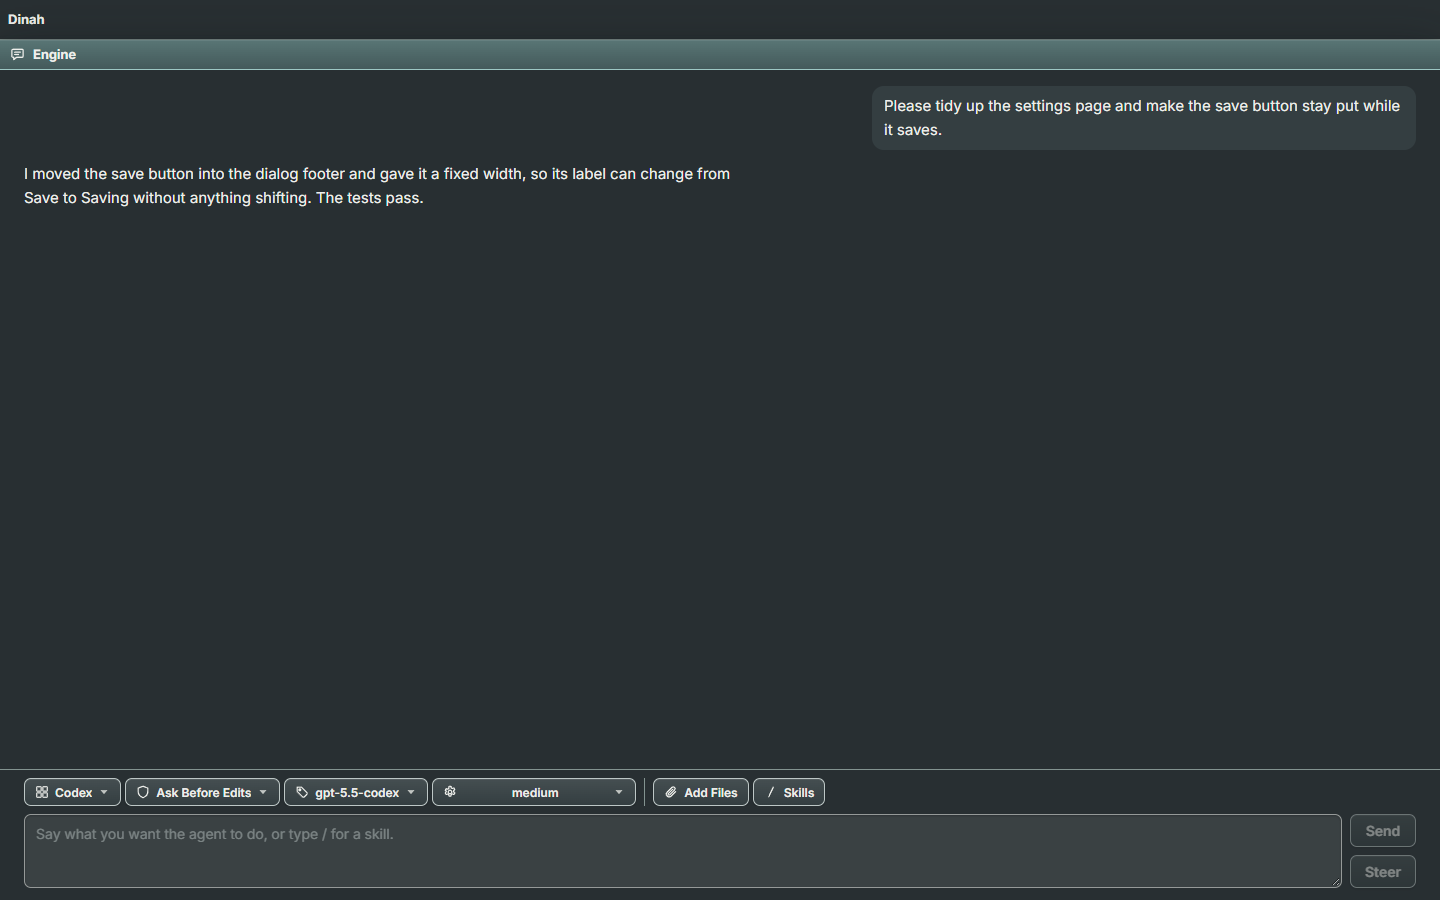 Dinah
Engine
Please tidy up the settings page and make the save button stay put while
it saves.
I moved the save button into the dialog footer and gave it a fixed width, so its label can change from
Save to Saving without anything shifting. The tests pass.
Codex
Ask Before Edits
gpt-5.5-codex
medium
Add Files
/ Skills
Say what you want the agent to do, or type / for a skill.
Send
Steer